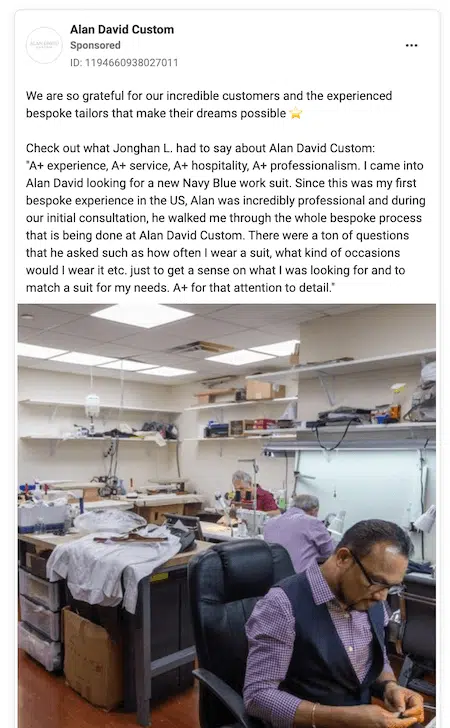 Alan David Custom
Sponsored
ID: 1194660938027011
We are so grateful for our incredible customers and the experienced
bespoke tailors that make their dreams possible ⭐
Check out what Jonghan L. had to say about Alan David Custom:
"A+ experience, A+ service, A+ hospitality, A+ professionalism. I came into
Alan David looking for a new Navy Blue work suit. Since this was my first
bespoke experience in the US, Alan was incredibly professional and during
our initial consultation, he walked me through the whole bespoke process
that is being done at Alan David Custom. There were a ton of questions
that he asked such as how often I wear a suit, what kind of occasions
would I wear it etc. just to get a sense on what I was looking for and to
match a suit for my needs. A+ for that attention to detail."